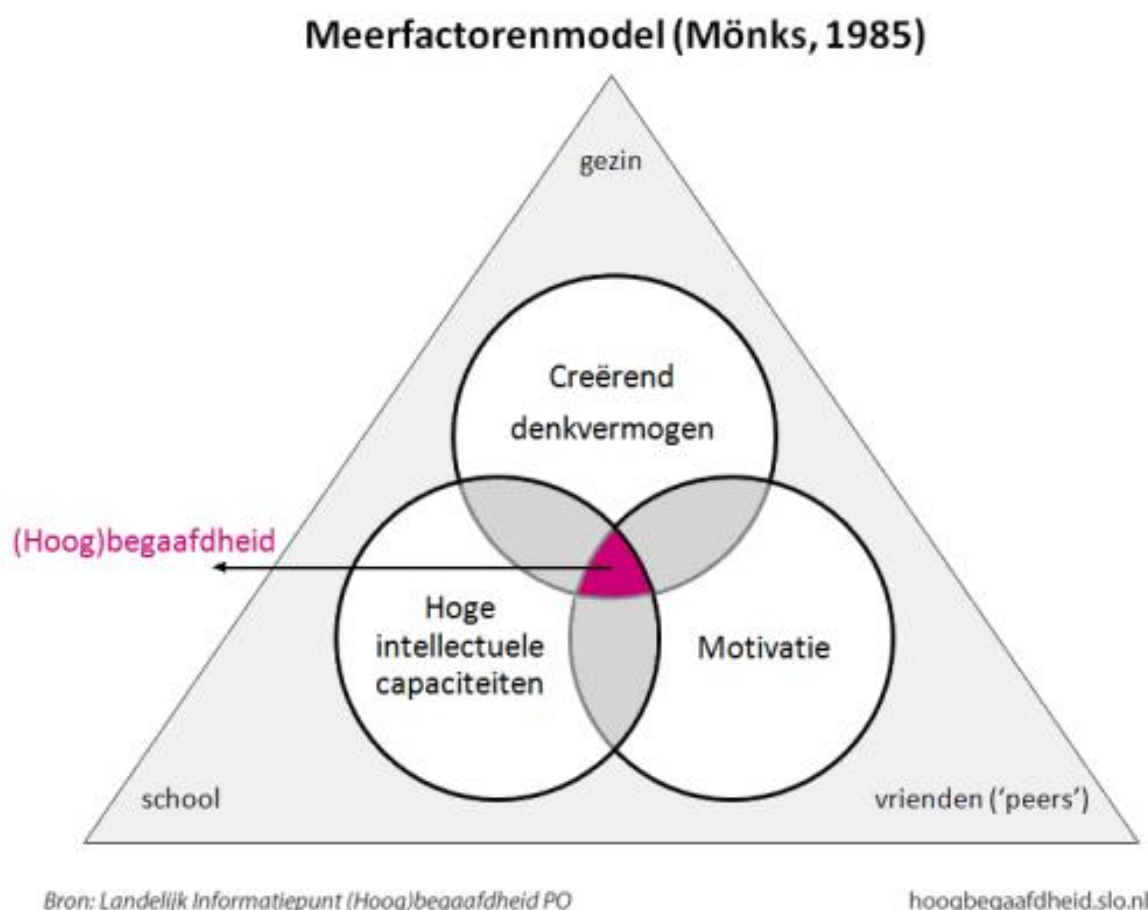 Meerfactorenmodel (Mönks, 1985)
gezin
Creërend
denkvermogen
(Hoog)begaafdheid
Hoge
intellectuele
capaciteiten
Motivatie
school
vrienden (‘peers’)
Bron: Landelijk Informatiepunt (Hoog)begaafdheid PO
hoogbegaafdheid.slo.nl